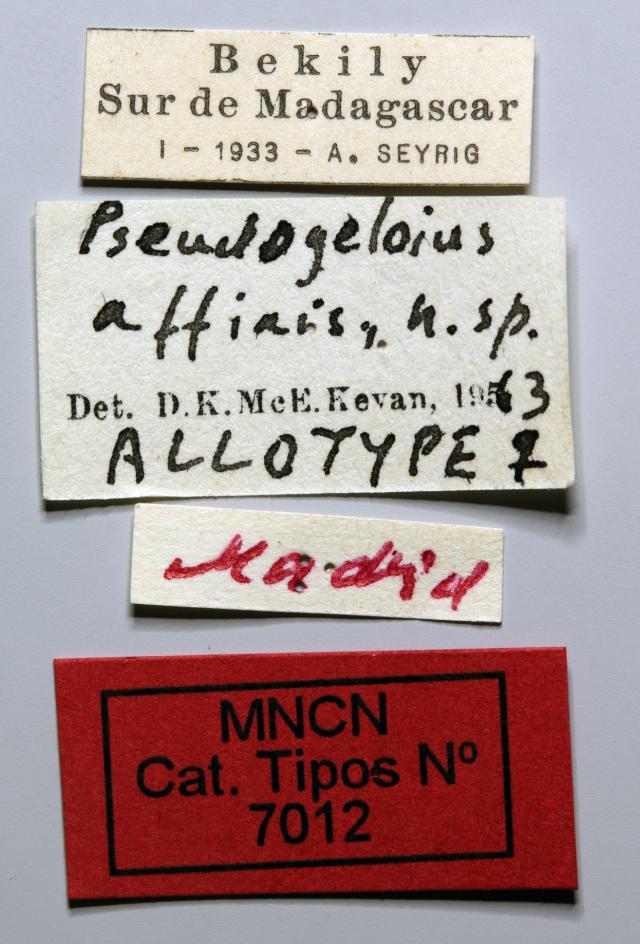 Bekily
Sur de Madagascar
I - 1933 - A. SEYRIG
Pseudogeloius
affinis, n. sp.
Det. D.K.McE.Kevan, 1963
ALLOTYPE ♀
Madrid
MNCN
Cat. Tipos Nº
7012